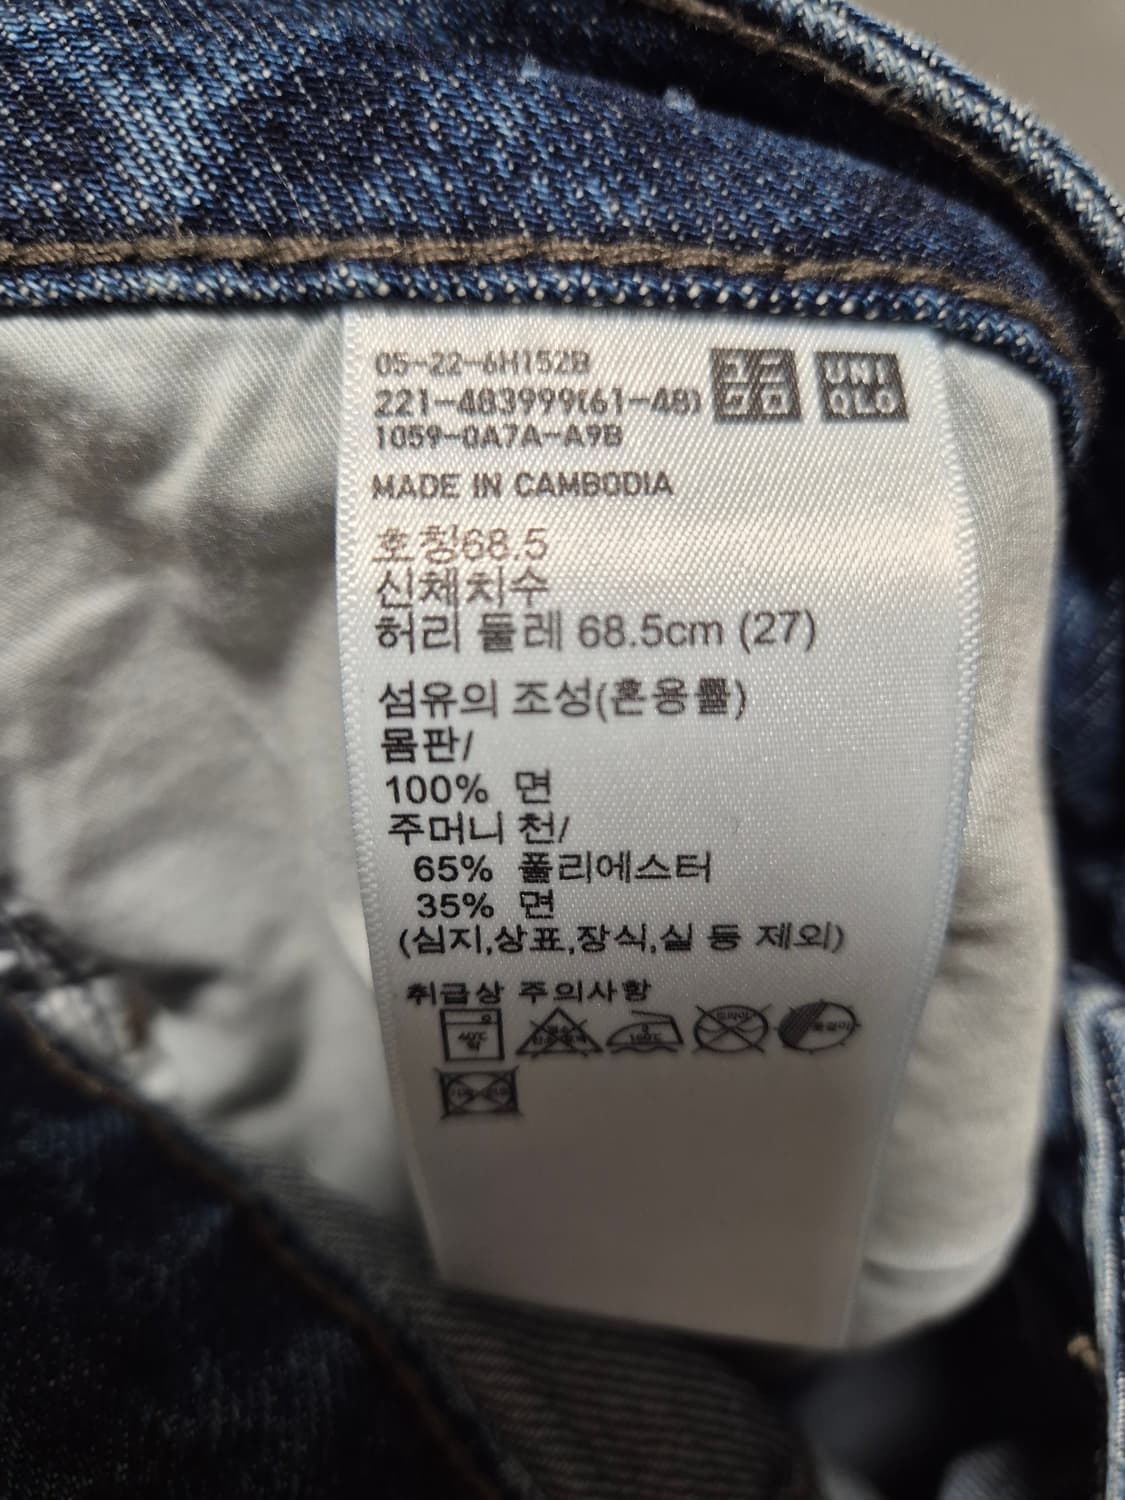 05-22-6H152B
221-483999(61-48)
1059-0A7A-A9B
ユニ
クロ
UNI
QLO
MADE IN CAMBODIA
호칭68.5
신체치수
허리 둘레 68.5cm (27)
섬유의 조성(혼용률)
몸판/
100% 면
주머니 천/
65% 폴리에스터
35% 면
(심지,상표,장식,실 등 제외)
취급상 주의사항